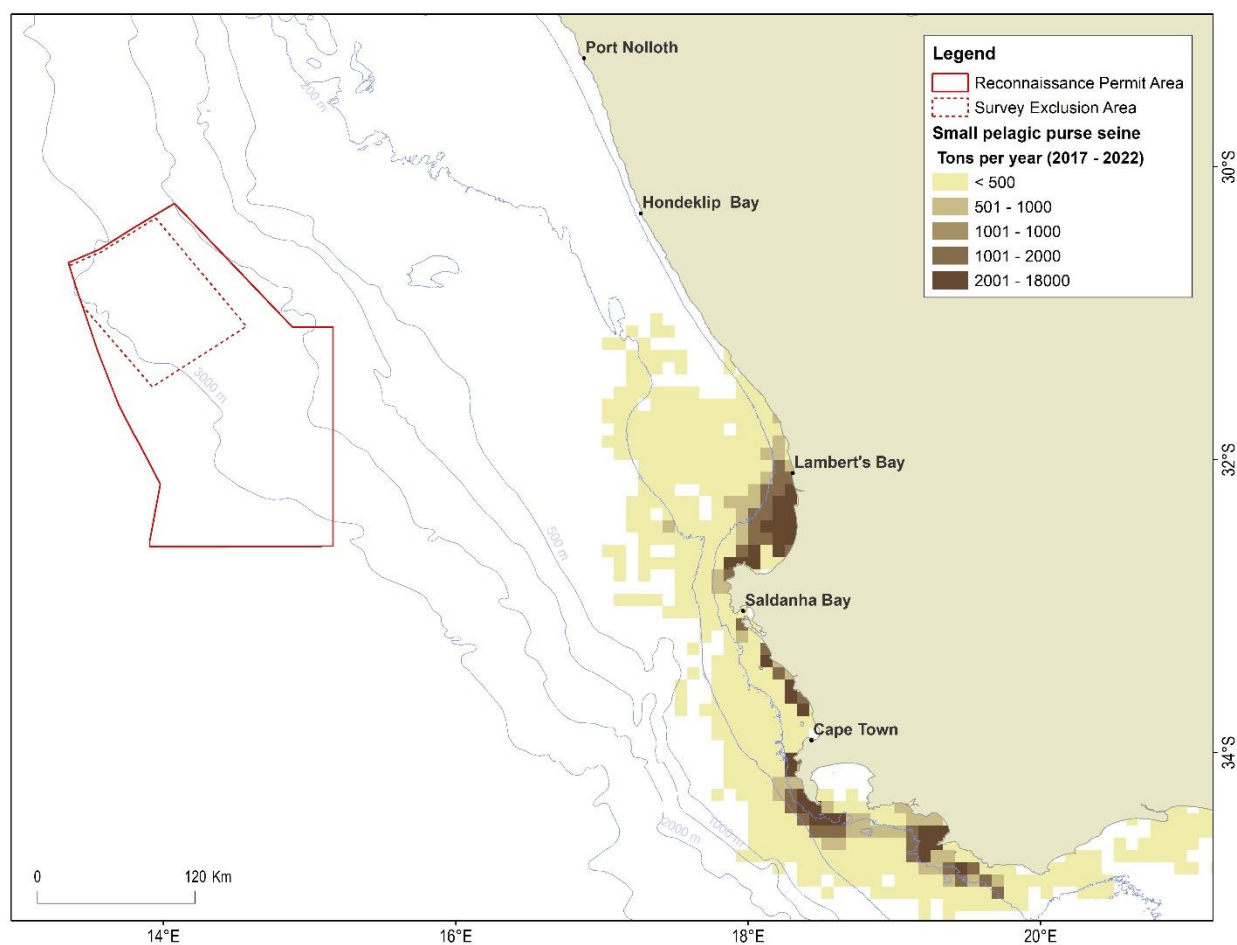 Port Nolloth
Legend
Reconnaissance Permit Area
Survey Exclusion Area
Small pelagic purse seine
Tons per year (2017 - 2022)
< 500
501 - 1000
1001 - 1000
1001 - 2000
2001 - 18000
200 m
30°S
Hondeklip Bay
3000 m
Lambert's Bay
32°S
500 m
Saldanha Bay
Cape Town
34°S
1000 m
2000 m
0
120 Km
14°E
16°E
18°E
20°E